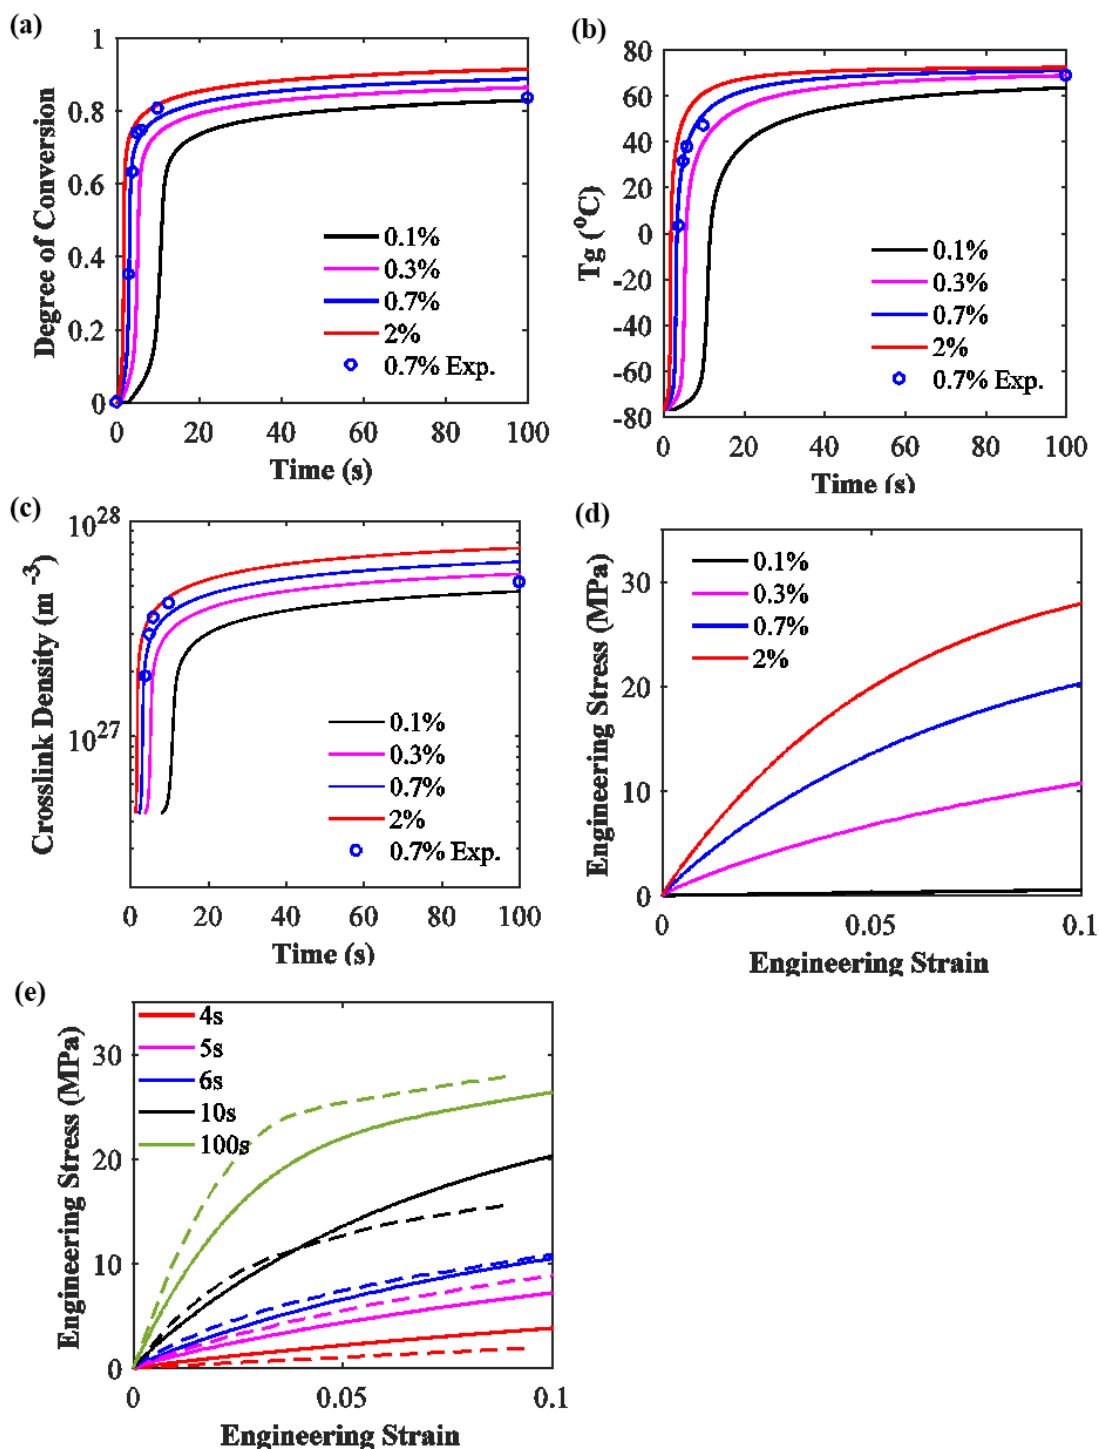 (a)
1
0.8
0.6
0.4
0.2
0
Degree of Conversion
0.1%
0.3%
0.7%
2%
0.7% Exp.
0 20 40 60 80 100
Time (s)
(b)
80
60
40
20
0
-20
-40
-60
-80
Tg (°C)
0.1%
0.3%
0.7%
2%
0.7% Exp.
0 20 40 60 80 100
Time (s)
(c)
10^28
10^27
Crosslink Density (m -3)
0.1%
0.3%
0.7%
2%
0.7% Exp.
0 20 40 60 80 100
Time (s)
(d)
30
20
10
0
Engineering Stress (MPa)
0.1%
0.3%
0.7%
2%
0 0.05 0.1
Engineering Strain
(e)
30
20
10
0
Engineering Stress (MPa)
4s
5s
6s
10s
100s
0 0.05 0.1
Engineering Strain